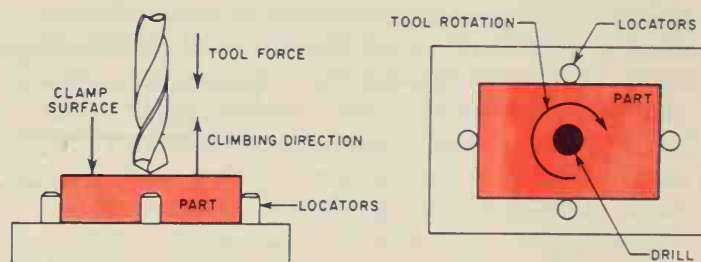 TOOL FORCE
CLAMP
SURFACE
CLIMBING DIRECTION
PART
LOCATORS
TOOL ROTATION
LOCATORS
PART
DRILL